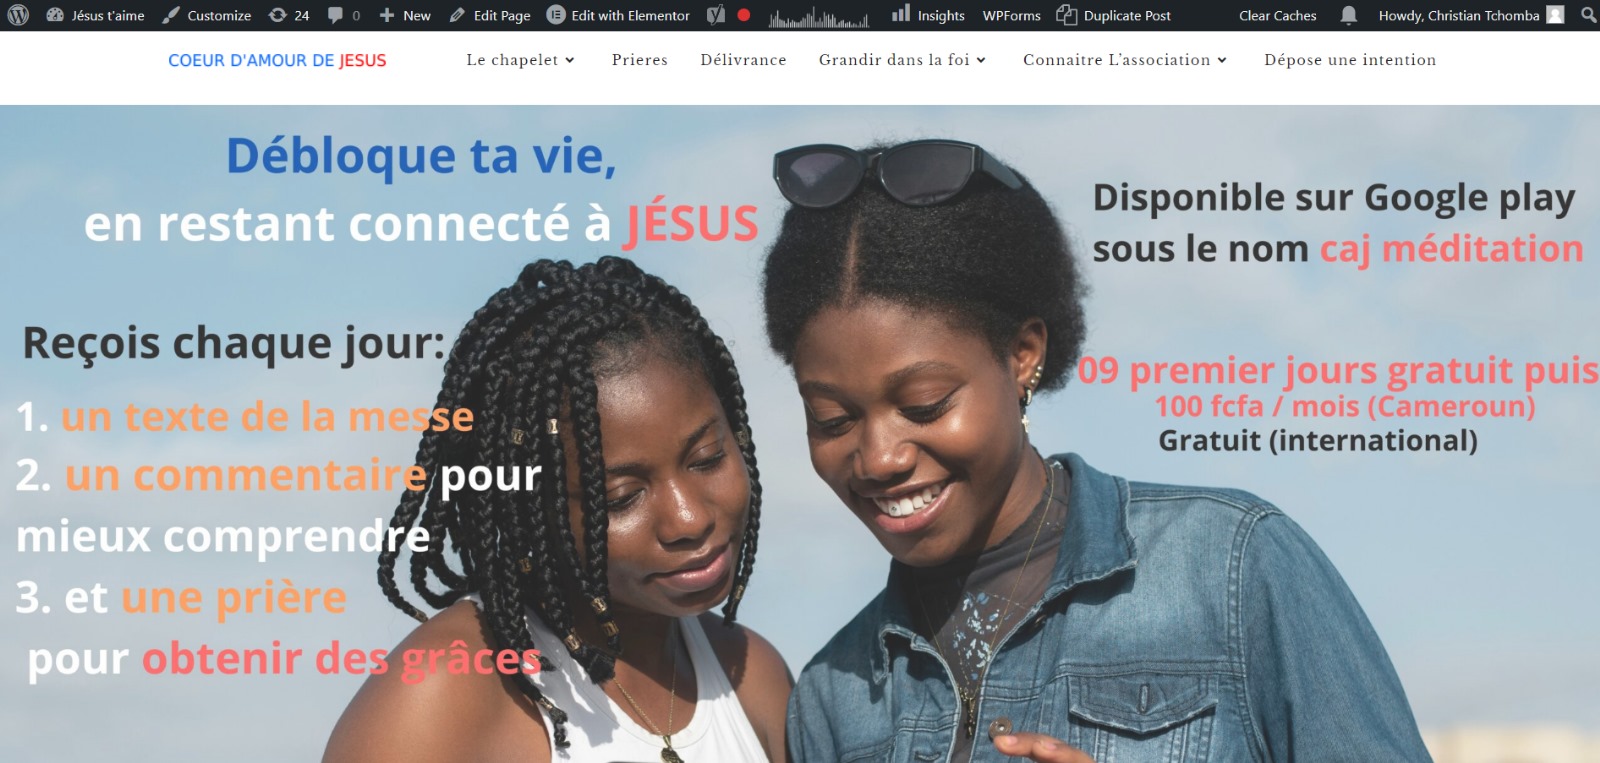 Jésus t'aime
Customize
24
0
New
Edit Page
Edit with Elementor
Insights
WPForms
Duplicate Post
Clear Caches
Howdy, Christian Tchomba
COEUR D'AMOUR DE JESUS
Le chapelet
Prieres
Délivrance
Grandir dans la foi
Connaitre L'association
Dépose une intention
Débloque ta vie,
en restant connecté à JÉSUS
Reçois chaque jour:
1. un texte de la messe
2. un commentaire pour
mieux comprendre
3. et une prière
pour obtenir des grâces
Disponible sur Google play
sous le nom caj méditation
09 premier jours gratuit puis
100 fcfa / mois (Cameroun)
Gratuit (international)